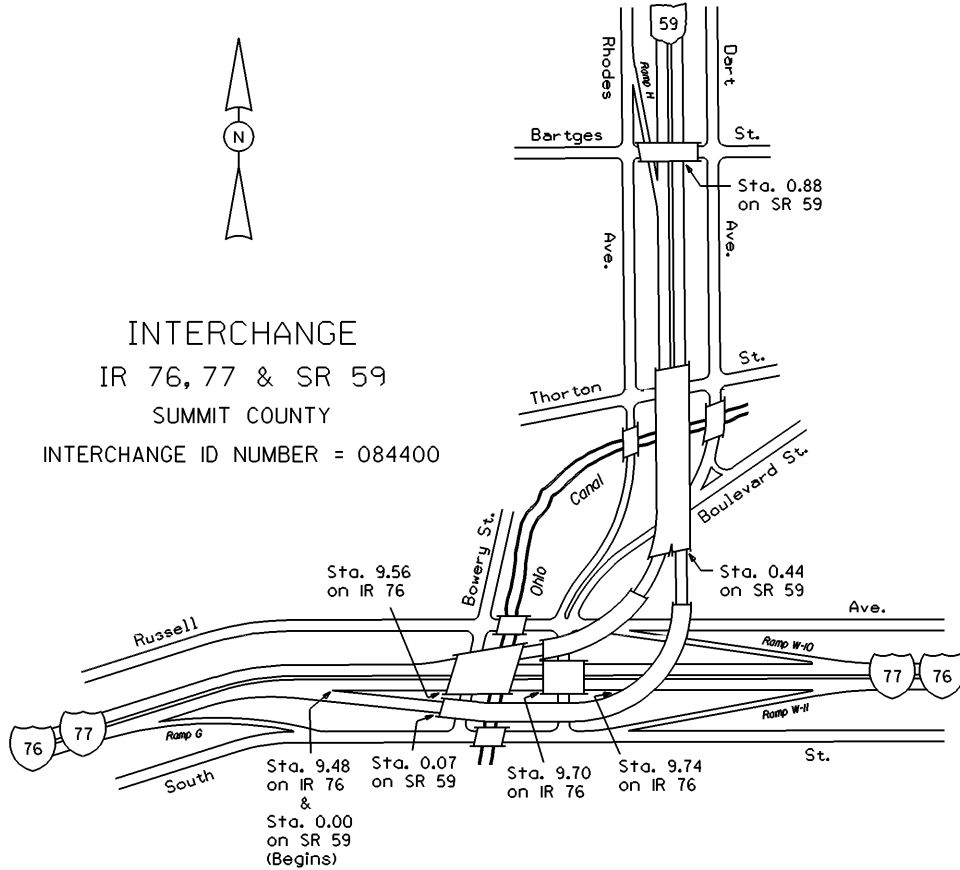 59
Rhodes
Ramp H
Dart
Bartges
St.
N
Sta. 0.88
on SR 59
Ave.
Ave.
INTERCHANGE
IR 76, 77 & SR 59
SUMMIT COUNTY
INTERCHANGE ID NUMBER = 084400
Thorton
St.
Canal
Boulevard St.
Bowery St.
Ohio
Sta. 9.56
on IR 76
Sta. 0.44
on SR 59
Russell
Ave.
Ramp W-10
77
76
76
77
Ramp G
Ramp W-11
South
St.
Sta. 9.48
on IR 76
&
Sta. 0.00
on SR 59
(Begins)
Sta. 0.07
on SR 59
Sta. 9.70
on IR 76
Sta. 9.74
on IR 76